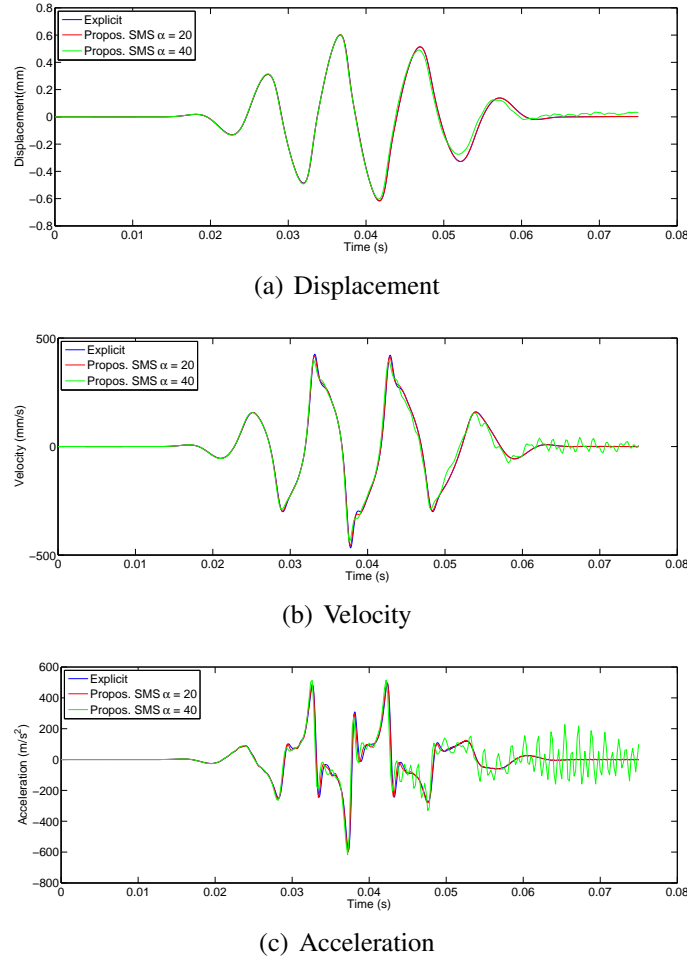 0.8
0.6
0.4
0.2
0
−0.2
−0.4
−0.6
−0.8
Displacement(mm)
Explicit
Propos. SMS α = 20
Propos. SMS α = 40
0 0.01 0.02 0.03 0.04 0.05 0.06 0.07 0.08
Time (s)
(a) Displacement
500
0
−500
Velocity (mm/s)
Explicit
Propos. SMS α = 20
Propos. SMS α = 40
0 0.01 0.02 0.03 0.04 0.05 0.06 0.07 0.08
Time (s)
(b) Velocity
600
400
200
0
−200
−400
−600
−800
Acceleration (m/s²)
Explicit
Propos. SMS α = 20
Propos. SMS α = 40
0 0.01 0.02 0.03 0.04 0.05 0.06 0.07 0.08
Time (s)
(c) Acceleration